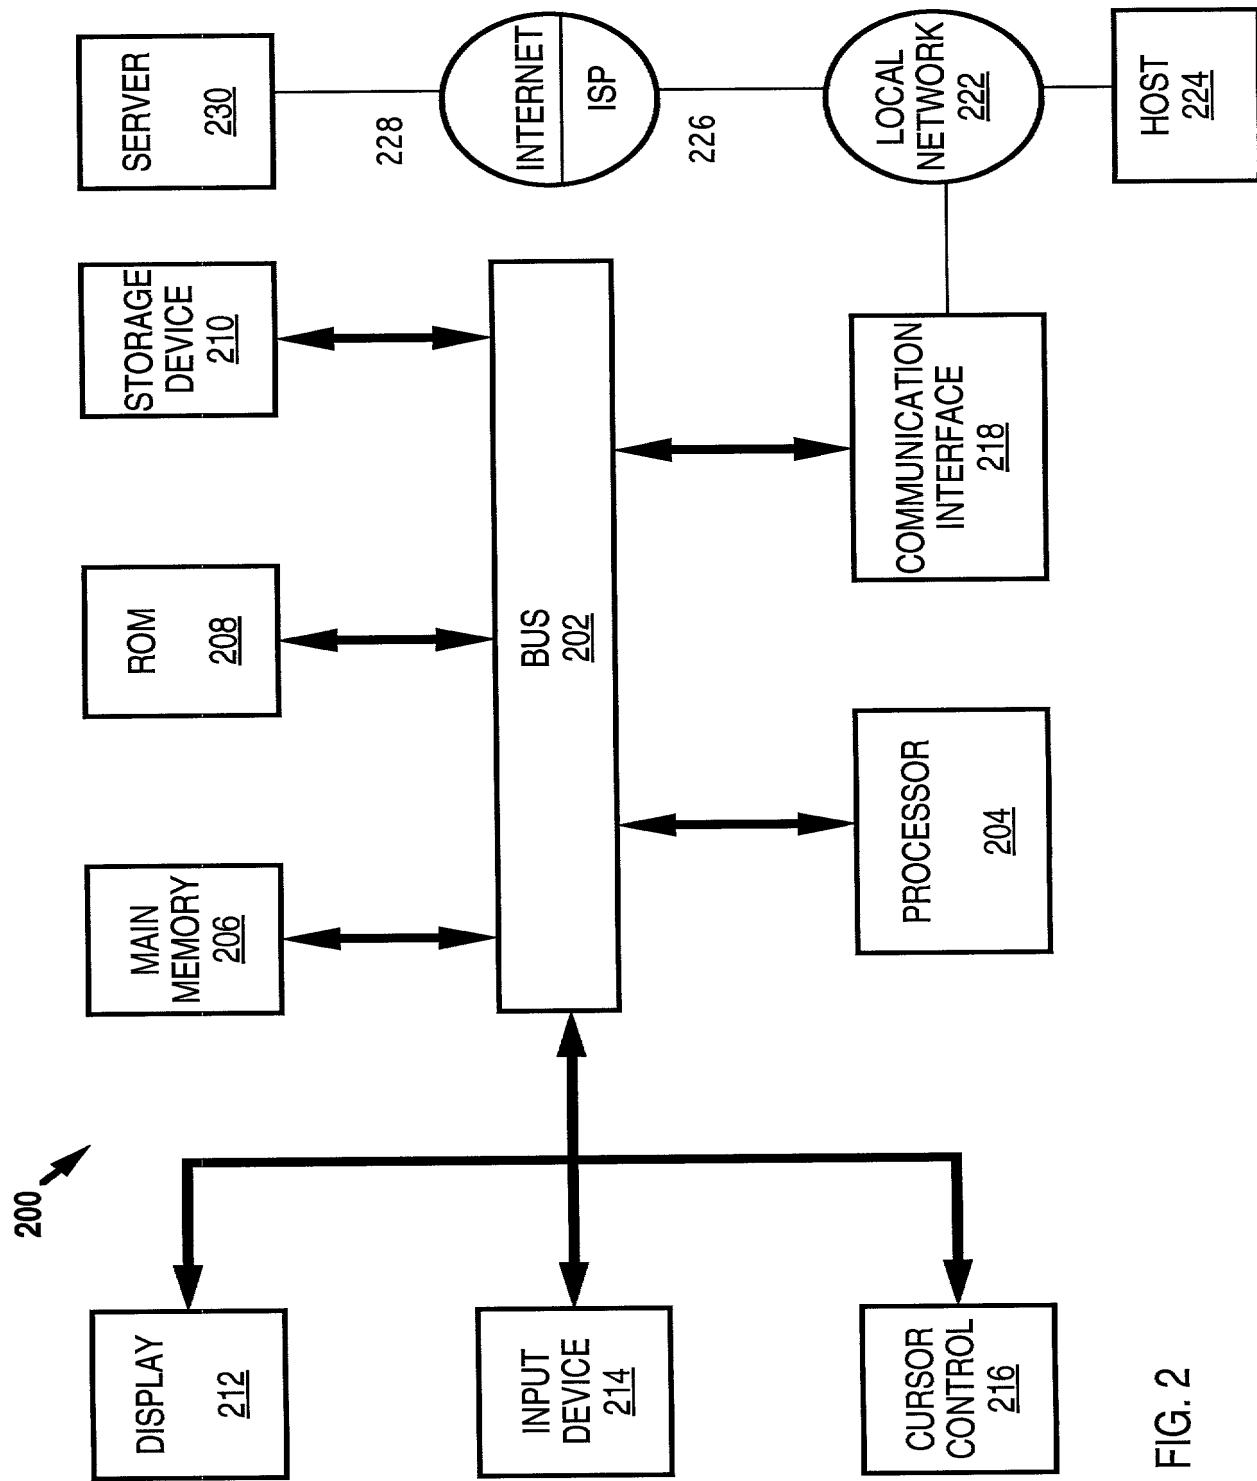 200
DISPLAY
212
MAIN
MEMORY
206
ROM
208
STORAGE
DEVICE
210
SERVER
230
228
INPUT
DEVICE
214
BUS
202
INTERNET
ISP
226
CURSOR
CONTROL
216
PROCESSOR
204
COMMUNICATION
INTERFACE
218
LOCAL
NETWORK
222
HOST
224
FIG. 2